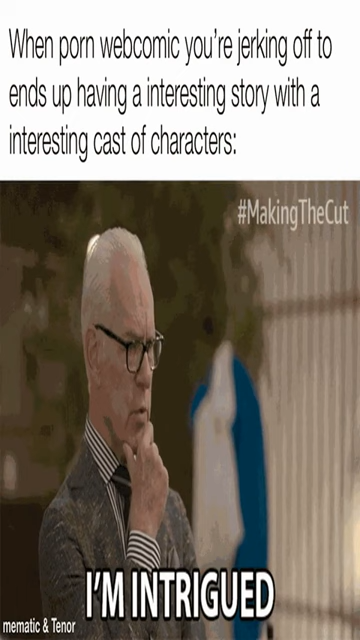 When porn webcomic you're jerking off to
ends up having a interesting story with a
interesting cast of characters:
#MakingTheCut
I'M INTRIGUED
mematic & Tenor